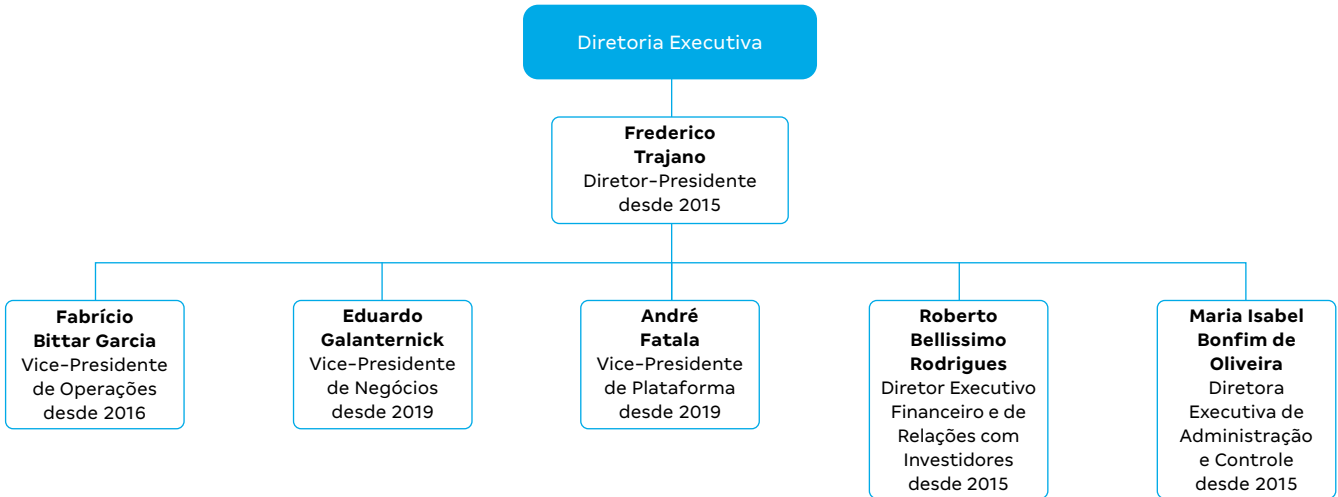 Diretoria Executiva
Frederico
Trajano
Diretor-Presidente
desde 2015
Fabrício
Bittar Garcia
Vice-Presidente
de Operações
desde 2016
Eduardo
Galanternick
Vice-Presidente
de Negócios
desde 2019
André
Fatala
Vice-Presidente
de Plataforma
desde 2019
Roberto
Bellissimo
Rodrigues
Diretor Executivo
Financeiro e de
Relações com
Investidores
desde 2015
Maria Isabel
Bonfim de
Oliveira
Diretora
Executiva de
Administração
e Controle
desde 2015